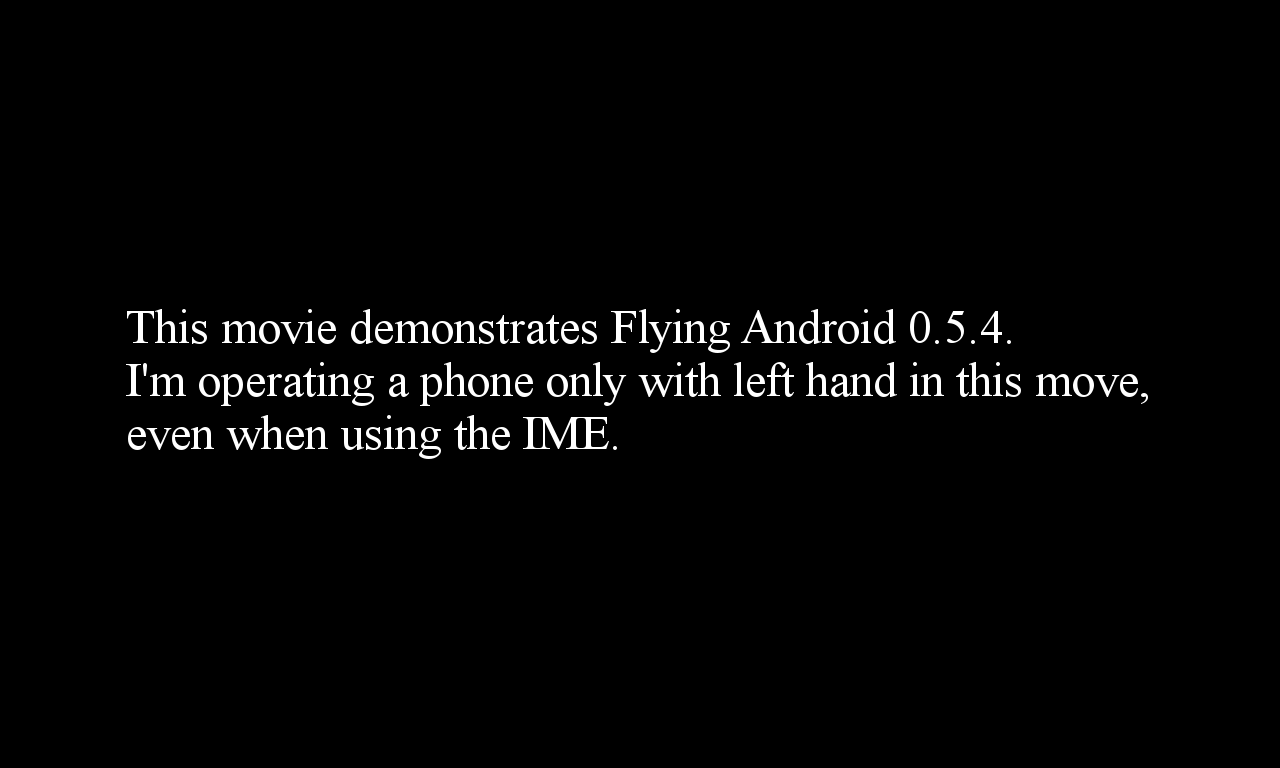 This movie demonstrates Flying Android 0.5.4.
I'm operating a phone only with left hand in this move,
even when using the IME.